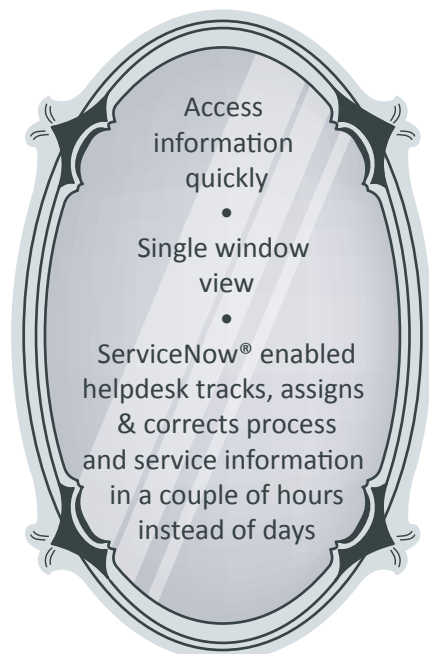 Access
information
quickly
•
Single window
view
•
ServiceNow® enabled
helpdesk tracks, assigns
& corrects process
and service information
in a couple of hours
instead of days